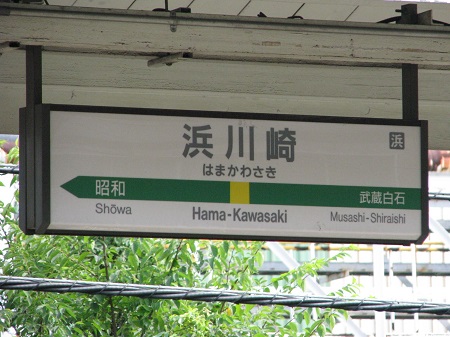 浜川崎
浜
はまかわさき
昭和
武蔵白石
Shōwa
Hama-Kawasaki
Musashi-Shiraishi